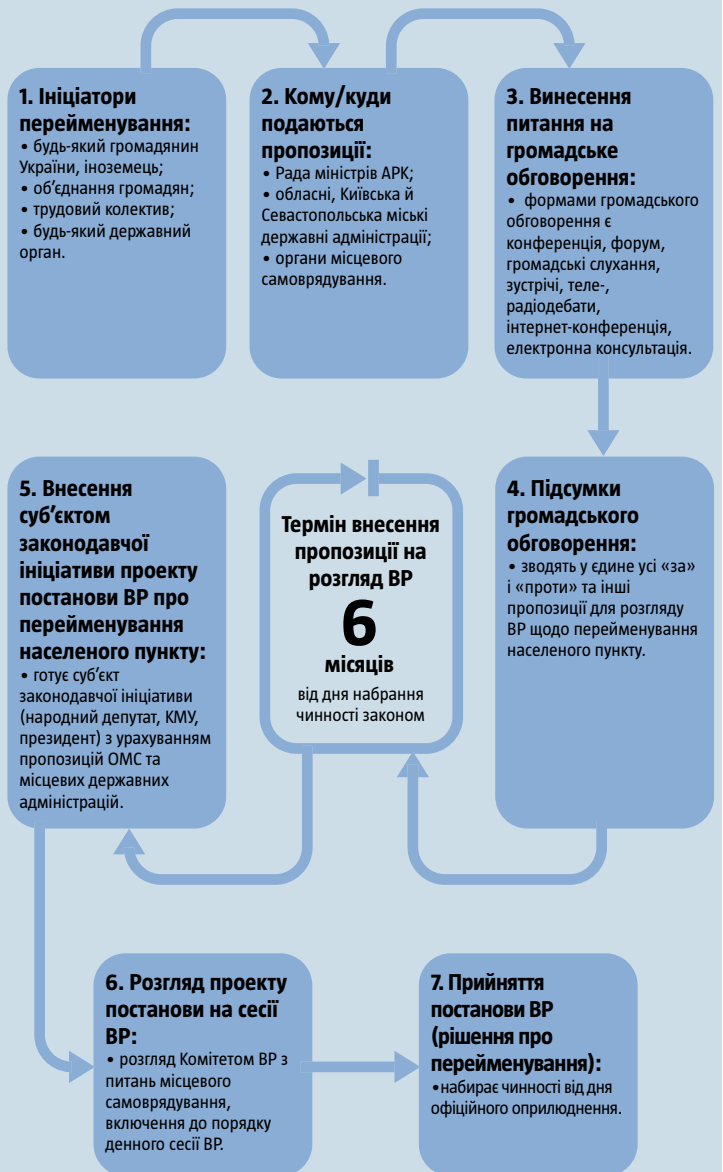 1. Ініціатори
перейменування:
• будь-який громадянин
України, іноземець;
• об’єднання громадян;
• трудовий колектив;
• будь-який державний
орган.
2. Кому/куди
подаються
пропозиції:
• Рада міністрів АРК;
• обласні, Київська й
Севастопольська міські
державні адміністрації;
• органи місцевого
самоврядування.
3. Винесення
питання на
громадське
обговорення:
• формами громадського
обговорення є
конференція, форум,
громадські слухання,
зустрічі, теле-,
радіодебати,
інтернет-конференція,
електронна консультація.
4. Підсумки
громадського
обговорення:
• зводять у єдине усі «за»
і «проти» та інші
пропозиції для розгляду
ВР щодо перейменування
населеного пункту.
Термін внесення
пропозиції на
розгляд ВР
6
місяців
від дня набрання
чинності законом
5. Внесення
суб’єктом
законодавчої
ініціативи проекту
постанови ВР про
перейменування
населеного пункту:
• готує суб’єкт
законодавчої ініціативи
(народний депутат, КМУ,
президент) з урахуванням
пропозицій ОМС та
місцевих державних
адміністрацій.
6. Розгляд проекту
постанови на сесії
ВР:
• розгляд Комітетом ВР з
питань місцевого
самоврядування,
включення до порядку
денного сесії ВР.
7. Прийняття
постанови ВР
(рішення про
перейменування):
•набирає чинності від дня
офіційного оприлюднення.